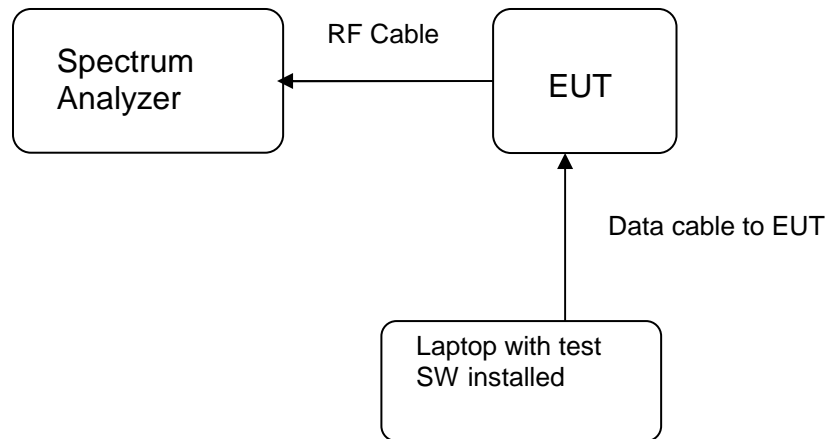 RF Cable
Spectrum
Analyzer
EUT
Data cable to EUT
Laptop with test
SW installed